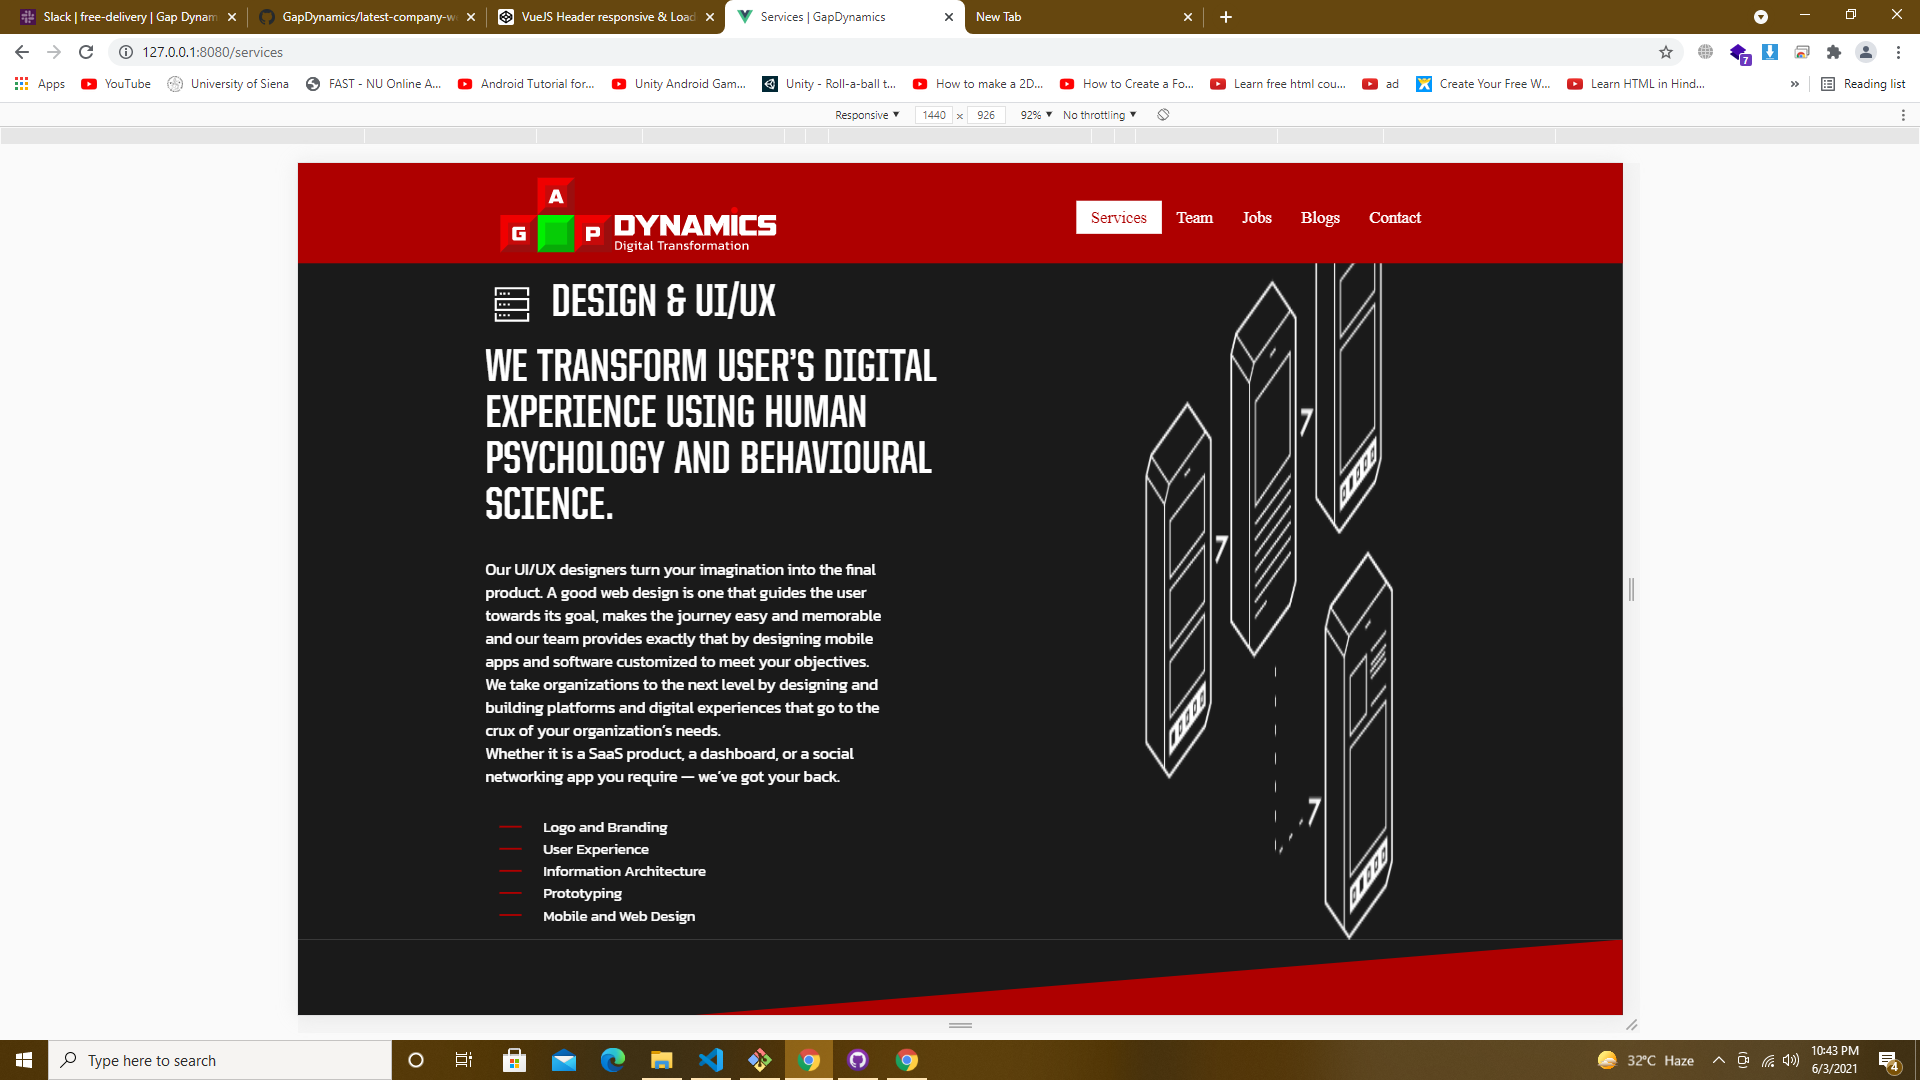 Slack | free-delivery | Gap Dynam
GapDynamics/latest-company-w
VueJS Header responsive & Load
Services | GapDynamics
New Tab
127.0.0.1:8080/services
7
Apps
YouTube
University of Siena
FAST - NU Online A...
Android Tutorial for...
Unity Android Gam...
Unity - Roll-a-ball t...
How to make a 2D...
How to Create a Fo...
Learn free html cou...
ad
Create Your Free W...
Learn HTML in Hind...
»
Reading list
Responsive ▼ 1440 × 926 92% ▼ No throttling ▼
A
G P DYNAMICS
Digital Transformation
Services Team Jobs Blogs Contact
DESIGN & UI/UX
WE TRANSFORM USER’S DIGITAL
EXPERIENCE USING HUMAN
PSYCHOLOGY AND BEHAVIOURAL
SCIENCE.
Our UI/UX designers turn your imagination into the final
product. A good web design is one that guides the user
towards its goal, makes the journey easy and memorable
and our team provides exactly that by designing mobile
apps and software customized to meet your objectives.
We take organizations to the next level by designing and
building platforms and digital experiences that go to the
crux of your organization’s needs.
Whether it is a SaaS product, a dashboard, or a social
networking app you require — we’ve got your back.
Logo and Branding
User Experience
Information Architecture
Prototyping
Mobile and Web Design
Type here to search
32°C Haze
10:43 PM
6/3/2021
4